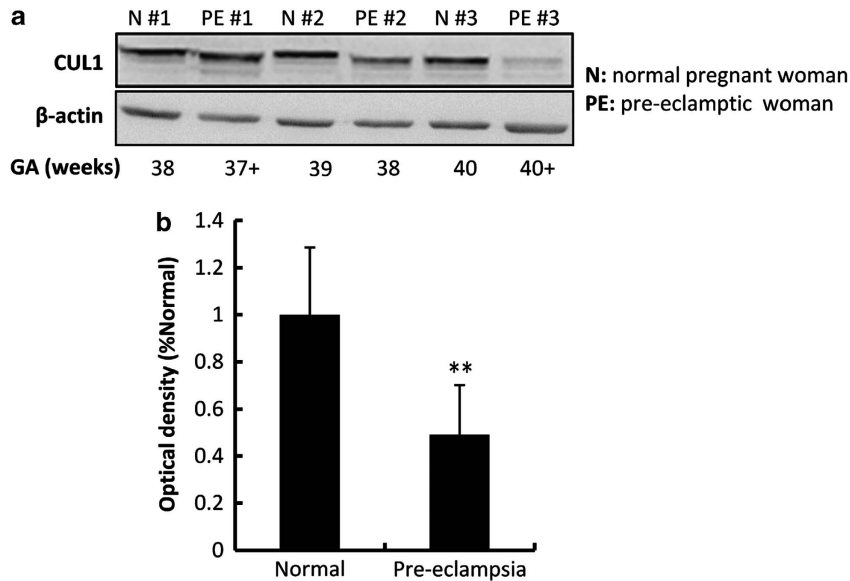 a
N #1 PE #1 N #2 PE #2 N #3 PE #3
CUL1
β-actin
N: normal pregnant woman
PE: pre-eclamptic woman
GA (weeks) 38 37+ 39 38 40 40+
b
Optical density (%Normal)
1.4
1.2
1
0.8
0.6
0.4
0.2
0
**
Normal Pre-eclampsia